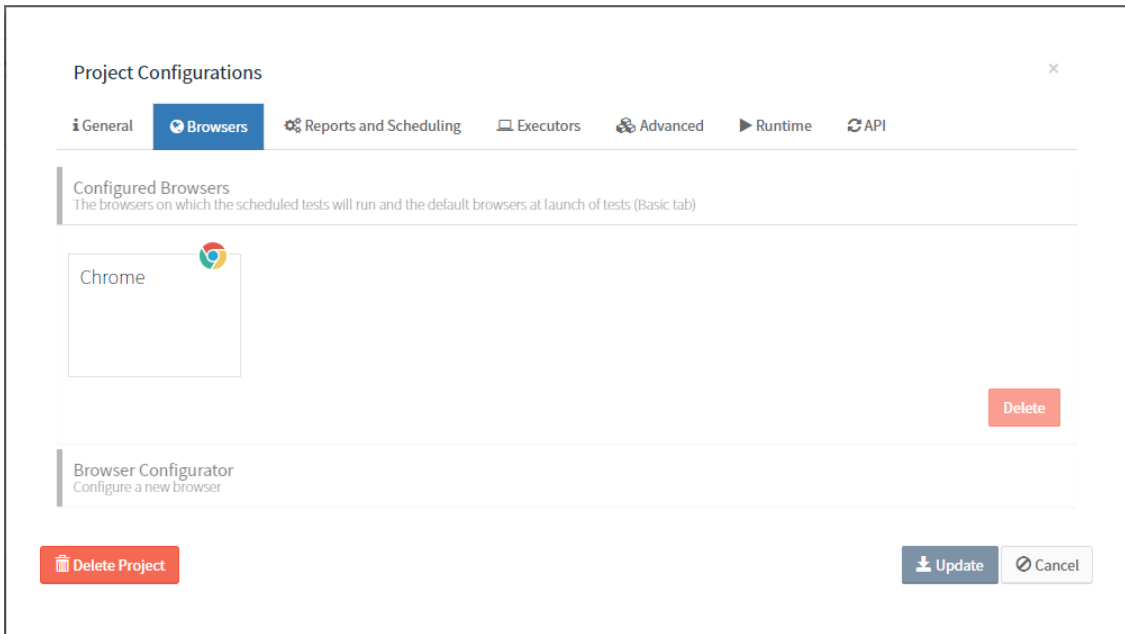 Project Configurations
×
General Browsers Reports and Scheduling Executors Advanced Runtime API
Configured Browsers
The browsers on which the scheduled tests will run and the default browsers at launch of tests (Basic tab)
Chrome
Delete
Browser Configurator
Configure a new browser
Delete Project Update Cancel